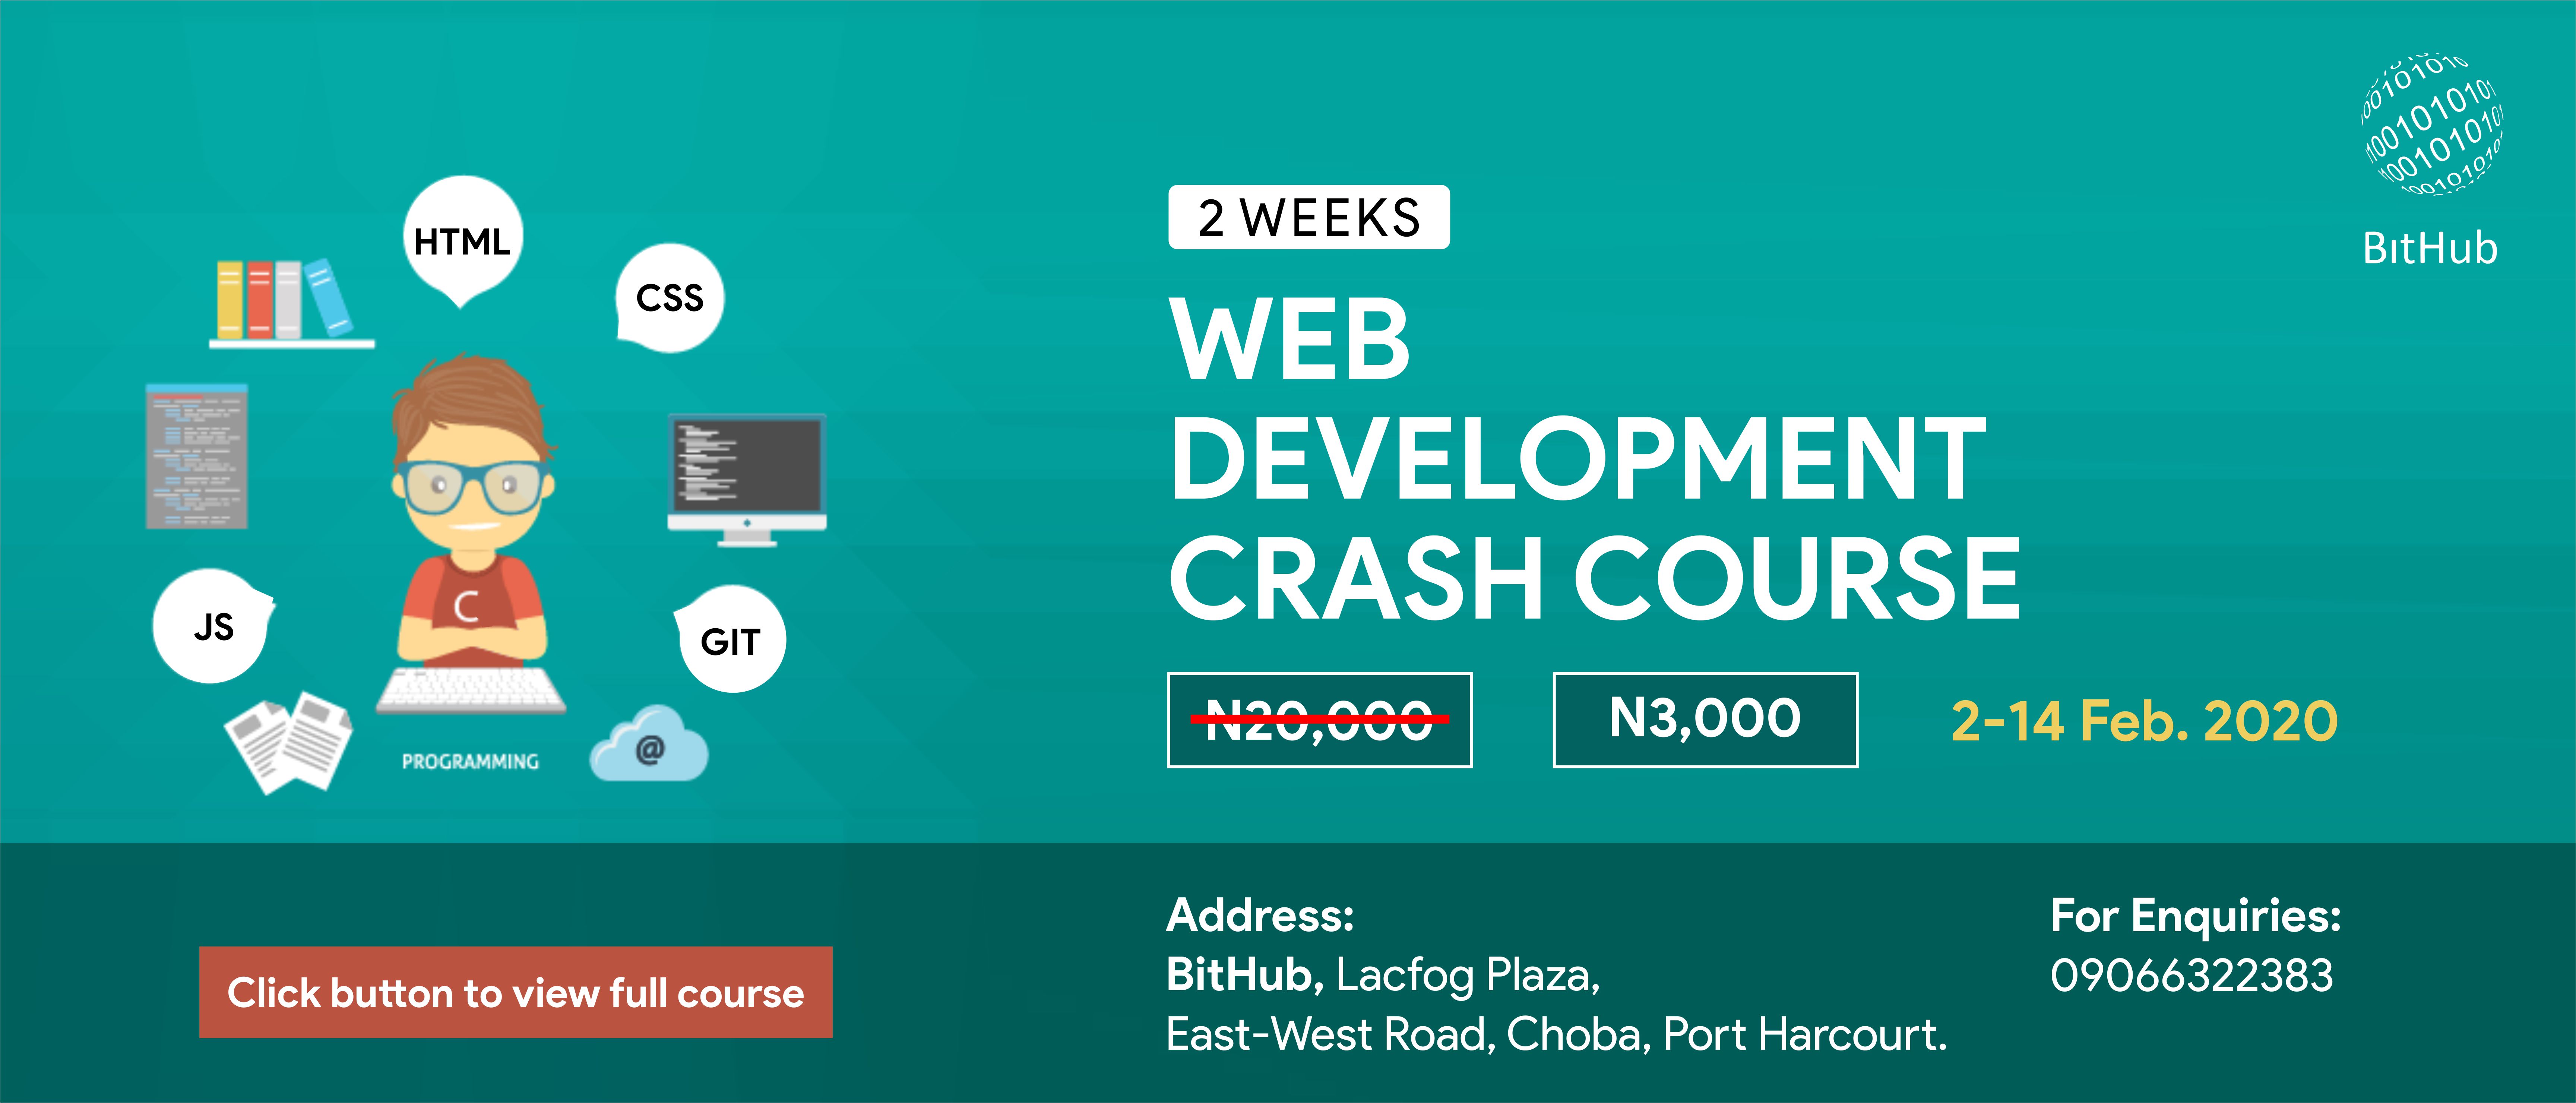 HTML
CSS
JS
GIT
C
@
PROGRAMMING
BıtHub
2 WEEKS
WEB
DEVELOPMENT
CRASH COURSE
N20,000
N3,000
2-14 Feb. 2020
Click button to view full course
Address:
BitHub, Lacfog Plaza,
East-West Road, Choba, Port Harcourt.
For Enquiries:
09066322383